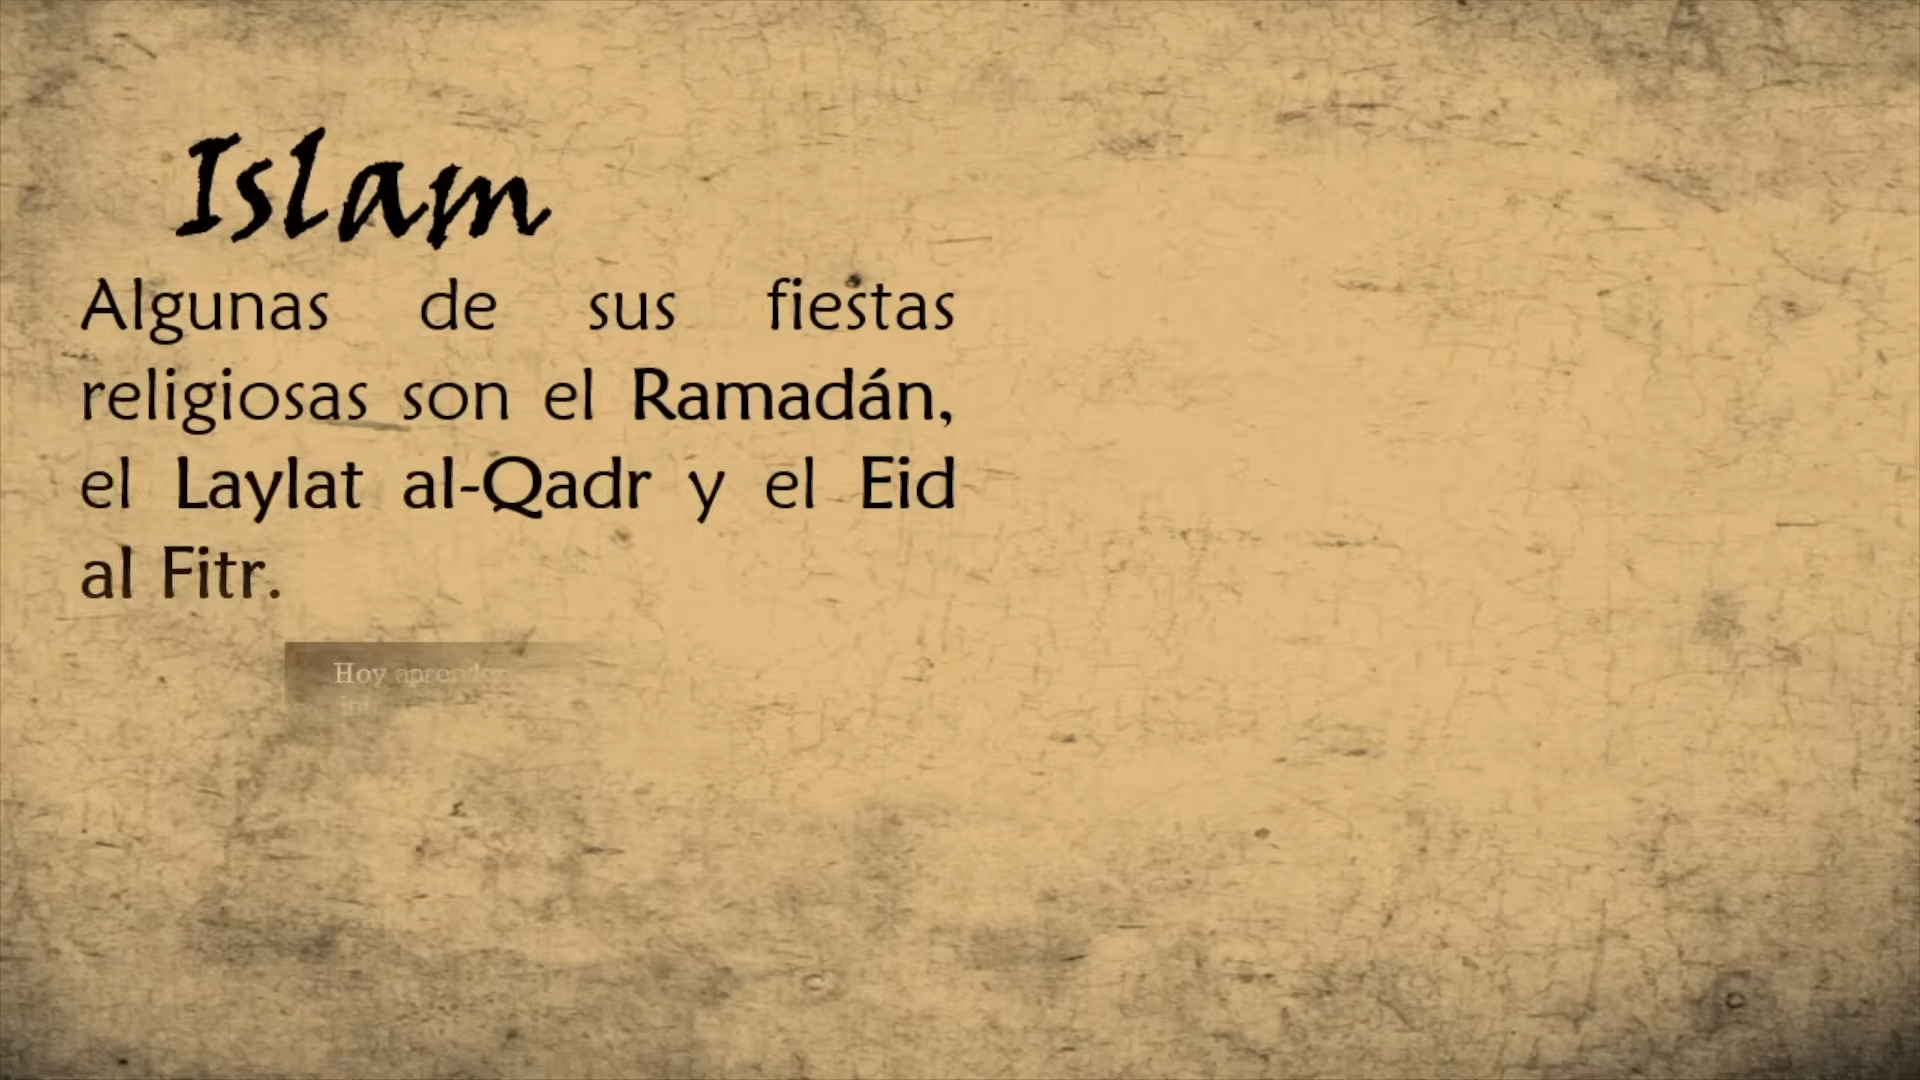 Islam
Algunas de sus fiestas
religiosas son el Ramadán,
el Laylat al-Qadr y el Eid
al Fitr.
Hoy